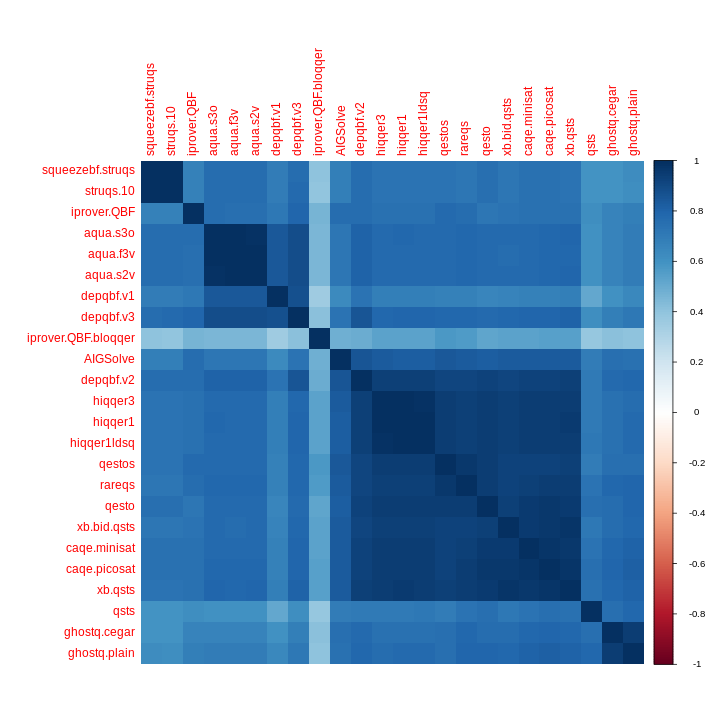 squeezebf.struqs
struqs.10
iprover.QBF
aqua.s3o
aqua.f3v
aqua.s2v
depqbf.v1
depqbf.v3
iprover.QBF.bloqqer
AIGSolve
depqbf.v2
hiqqer3
hiqqer1
hiqqer1ldsq
qestos
rareqs
qesto
xb.bid.qsts
caqe.minisat
caqe.picosat
xb.qsts
qsts
ghostq.cegar
ghostq.plain
squeezebf.struqs
struqs.10
iprover.QBF
aqua.s3o
aqua.f3v
aqua.s2v
depqbf.v1
depqbf.v3
iprover.QBF.bloqqer
AIGSolve
depqbf.v2
hiqqer3
hiqqer1
hiqqer1ldsq
qestos
rareqs
qesto
xb.bid.qsts
caqe.minisat
caqe.picosat
xb.qsts
qsts
ghostq.cegar
ghostq.plain
1
0.8
0.6
0.4
0.2
0
-0.2
-0.4
-0.6
-0.8
-1